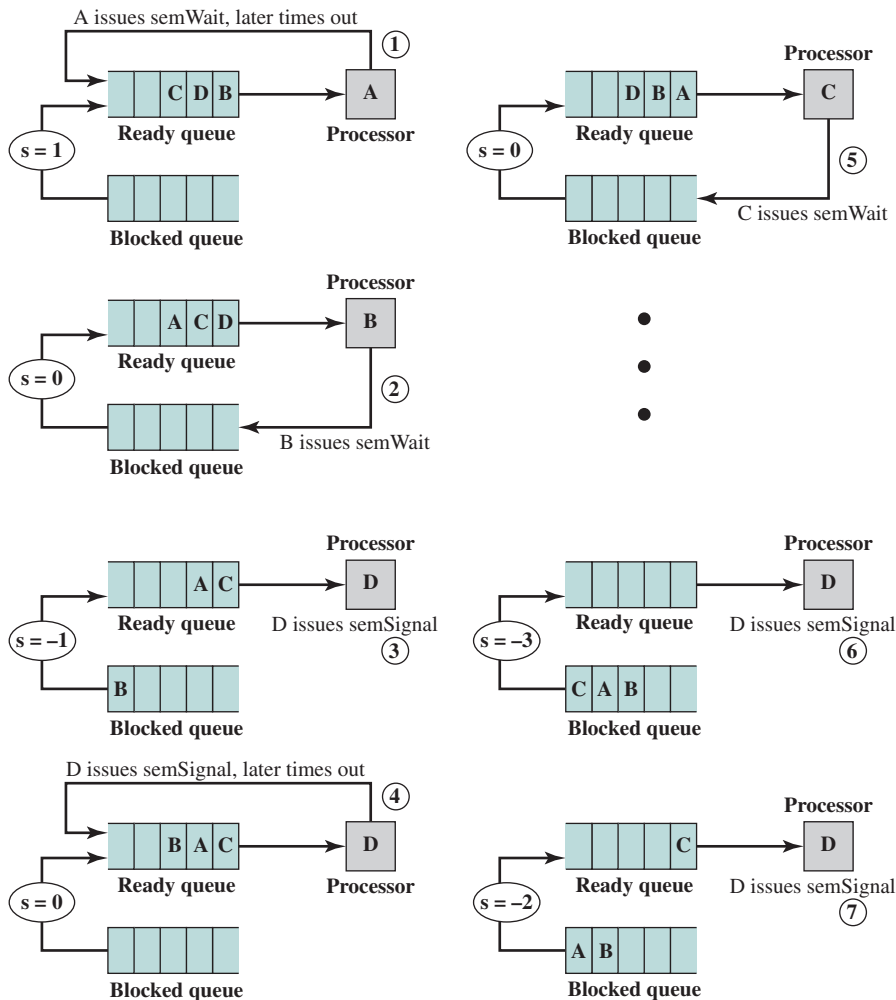 A issues semWait, later times out
1
C D B
A
Ready queue
Processor
s = 1
Blocked queue
Processor
A C D
B
Ready queue
s = 0
2
B issues semWait
Blocked queue
Processor
A C
D
Ready queue
D issues semSignal
s = –1
3
B
Blocked queue
D issues semSignal, later times out
4
B A C
D
Ready queue
Processor
s = 0
Blocked queue
Processor
D B A
C
Ready queue
s = 0
5
C issues semWait
Blocked queue
Processor
D
Ready queue
D issues semSignal
s = –3
6
C A B
Blocked queue
Processor
C
D
Ready queue
D issues semSignal
s = –2
7
A B
Blocked queue